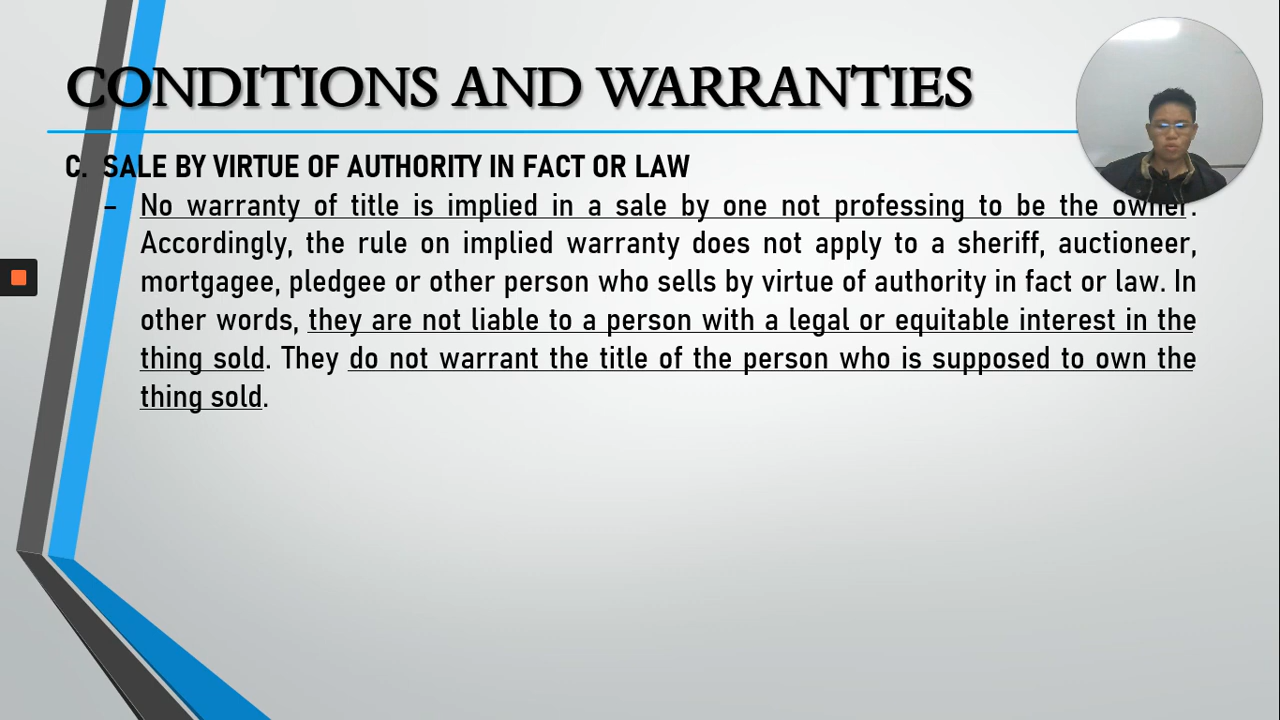 CONDITIONS AND WARRANTIES
C. SALE BY VIRTUE OF AUTHORITY IN FACT OR LAW
– No warranty of title is implied in a sale by one not professing to be the owner.
Accordingly, the rule on implied warranty does not apply to a sheriff, auctioneer,
mortgagee, pledgee or other person who sells by virtue of authority in fact or law. In
other words, they are not liable to a person with a legal or equitable interest in the
thing sold. They do not warrant the title of the person who is supposed to own the
thing sold.